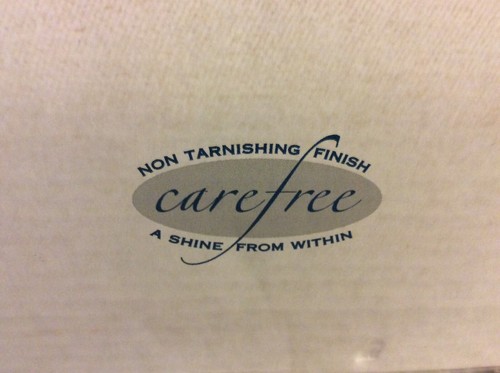 NON TARNISHING FINISH
carefree
A SHINE FROM WITHIN